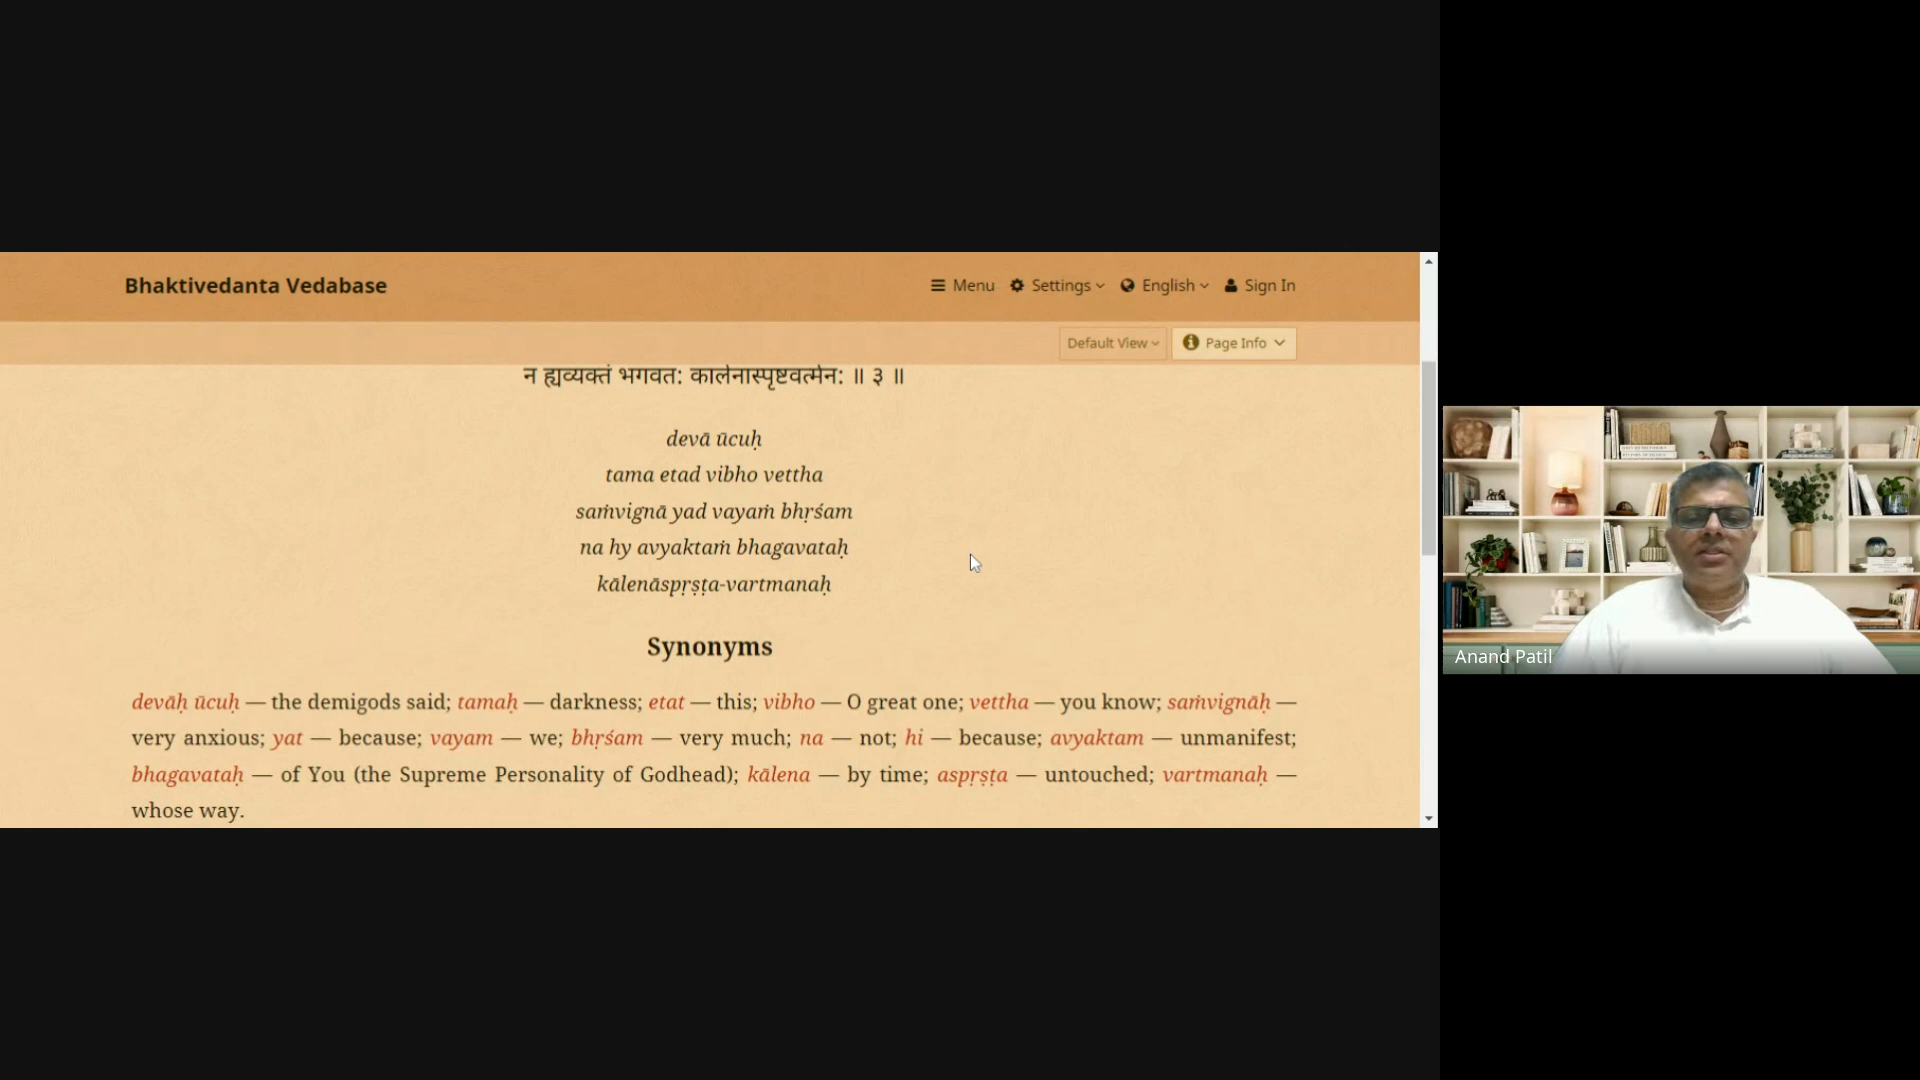 Bhaktivedanta Vedabase
Menu Settings English Sign In
Default View Page Info
न ह्यव्यक्तं भगवत: कालेनास्पृष्टवर्त्मन: ॥ ३ ॥
devā ūcuḥ
tama etad vibho vettha
saṁvignā yad vayaṁ bhṛśam
na hy avyaktaṁ bhagavataḥ
kālenāspṛṣṭa-vartmanaḥ
Synonyms
devāḥ ūcuḥ — the demigods said; tamaḥ — darkness; etat — this; vibho — O great one; vettha — you know; saṁvignāḥ —
very anxious; yat — because; vayam — we; bhṛśam — very much; na — not; hi — because; avyaktam — unmanifest;
bhagavataḥ — of You (the Supreme Personality of Godhead); kālena — by time; aspṛṣṭa — untouched; vartmanaḥ —
whose way.
Anand Patil